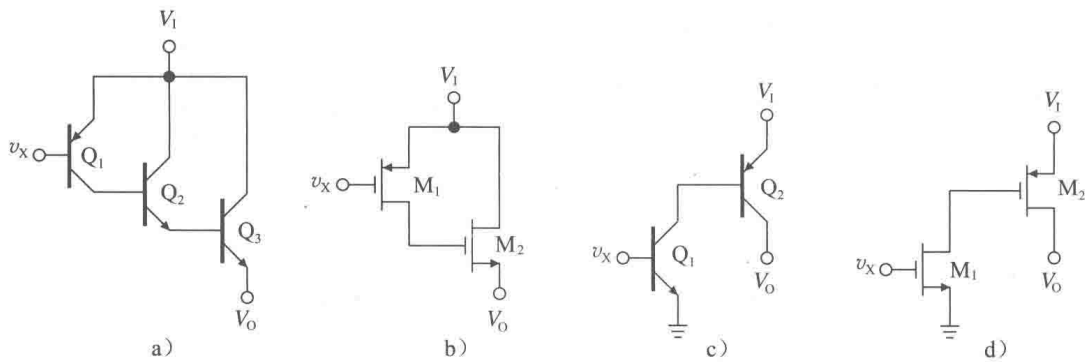 V_I
v_X
Q_1
Q_2
Q_3
V_O
a)
V_I
v_X
M_1
M_2
V_O
b)
V_I
Q_2
v_X
Q_1
V_O
c)
V_I
M_2
v_X
M_1
V_O
d)